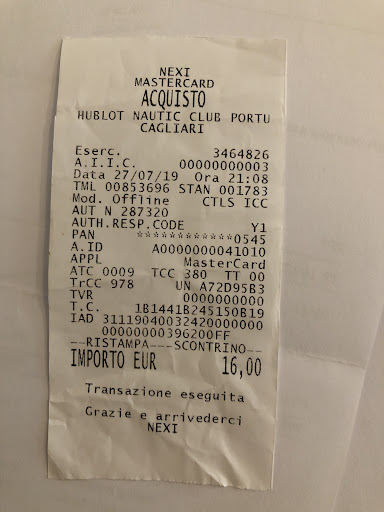 NEXI
MASTERCARD
ACQUISTO
HUBLOT NAUTIC CLUB PORTU
CAGLIARI
Eserc. 3464826
A.I.I.C. 00000000003
Data 27/07/19 Ora 21:08
TML 00853696 STAN 001783
Mod. Offline CTLS ICC
AUT N 287320
AUTH.RESP.CODE Y1
PAN ************0545
A.ID A0000000041010
APPL MasterCard
ATC 0009 TCC 380 TT 00
TrCC 978 UN A72D95B3
TVR 0000000000
T.C. 1B1441B245150B19
IAD 31119040032420000000
00000000396200FF
--RISTAMPA---SCONTRINO--
IMPORTO EUR 16,00
Transazione eseguita
Grazie e arrivederci
NEXI